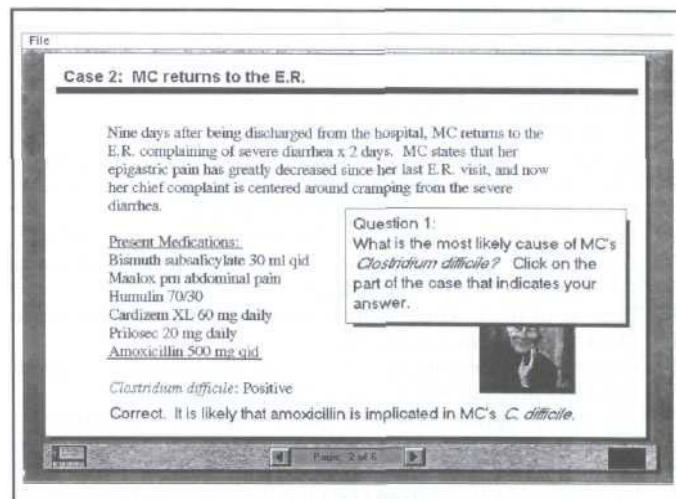 File
Case 2: MC returns to the E.R.
Nine days after being discharged from the hospital, MC returns to the
E.R. complaining of severe diarrhea x 2 days. MC states that her
epigastric pain has greatly decreased since her last E.R. visit, and now
her chief complaint is centered around cramping from the severe
diarrhea.
Present Medications:
Bismuth subsalicylate 30 ml qid
Maalox prn abdominal pain
Humulin 70/30
Cardizem XL 60 mg daily
Prilosec 20 mg daily
Amoxicillin 500 mg qid
Question 1:
What is the most likely cause of MC's
Clostridium difficile? Click on the
part of the case that indicates your
answer.
Clostridium difficile: Positive
Correct. It is likely that amoxicillin is implicated in MC's C. difficile.
Page: 2 of 6